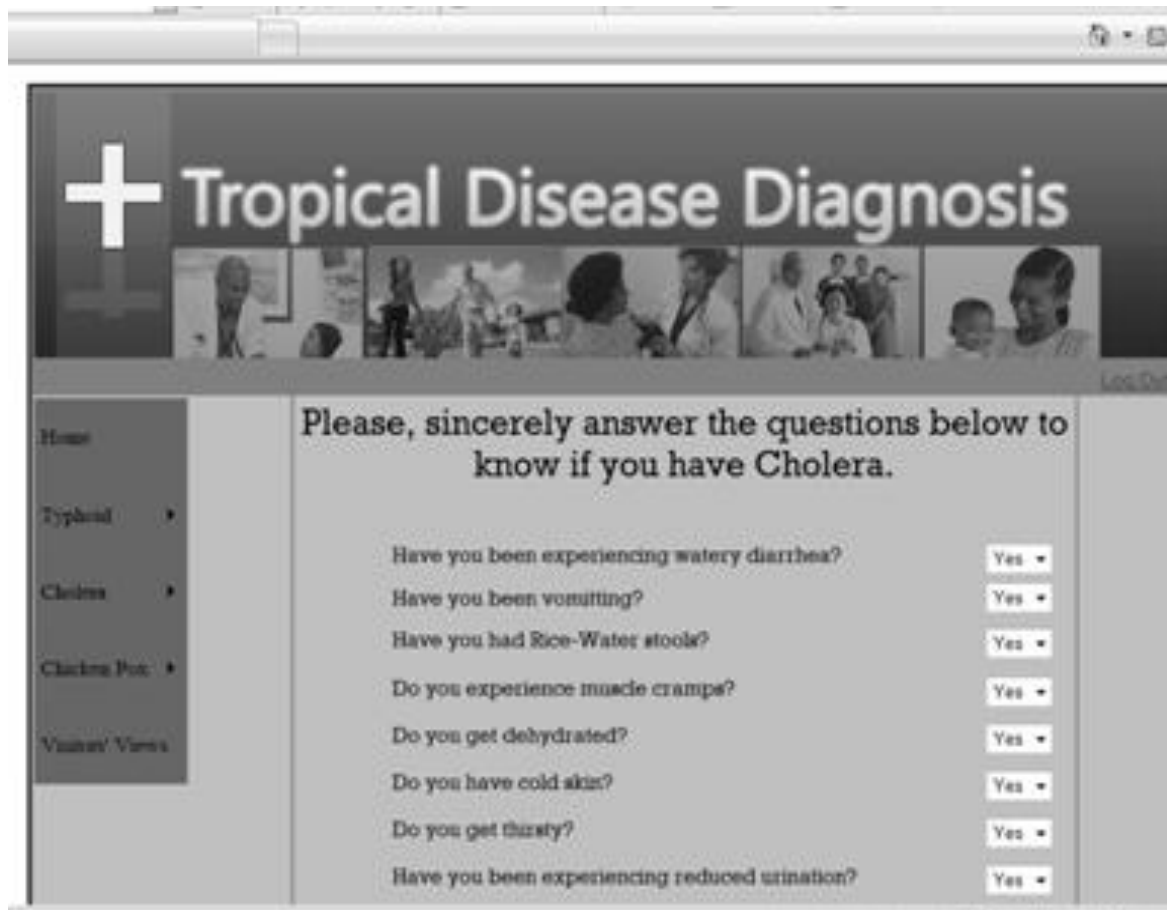 Tropical Disease Diagnosis
Log Out
Home
Typhoid
Cholera
Chicken Pox
Visitors' Views
Please, sincerely answer the questions below to
know if you have Cholera.
Have you been experiencing watery diarrhea? Yes
Have you been vomitting? Yes
Have you had Rice-Water stools? Yes
Do you experience muscle cramps? Yes
Do you get dehydrated? Yes
Do you have cold skin? Yes
Do you get thirsty? Yes
Have you been experiencing reduced urination? Yes